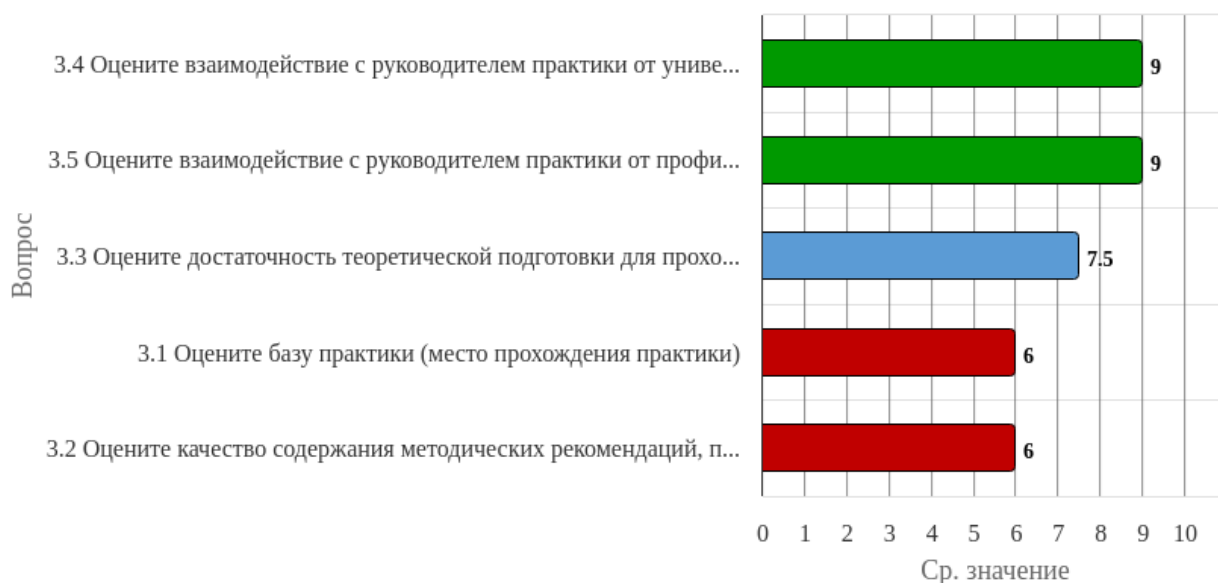 3.4 Оцените взаимодействие с руководителем практики от униве... 9
3.5 Оцените взаимодействие с руководителем практики от профи... 9
3.3 Оцените достаточность теоретической подготовки для прохо... 7.5
3.1 Оцените базу практики (место прохождения практики) 6
3.2 Оцените качество содержания методических рекомендаций, п... 6
Вопрос
0 1 2 3 4 5 6 7 8 9 10
Ср. значение